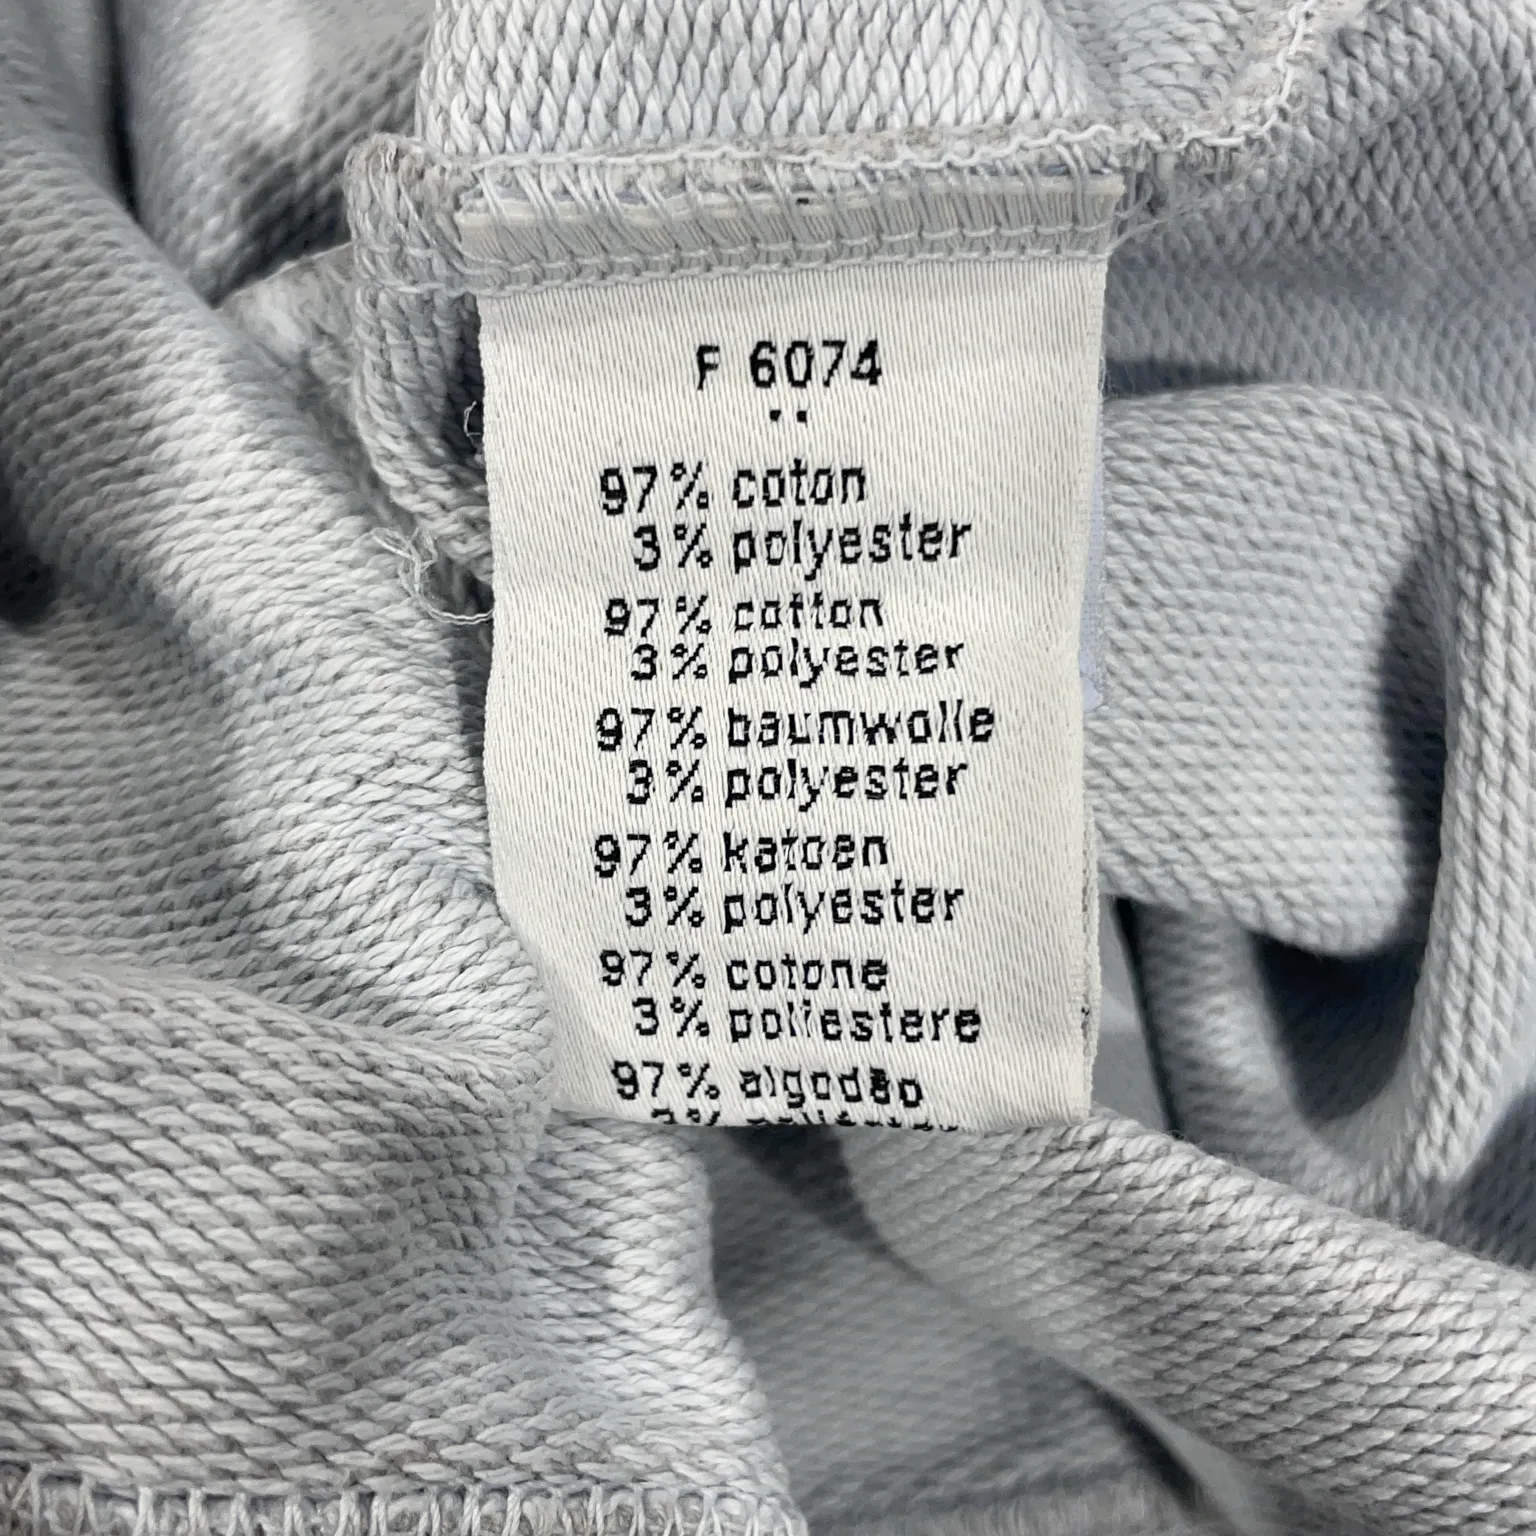 F 6074
97% coton
3% polyester
97% cotton
3% polyester
97% baumwolle
3% polyester
97% katoen
3% polyester
97% cotone
3% poliestere
97% algodão
3%